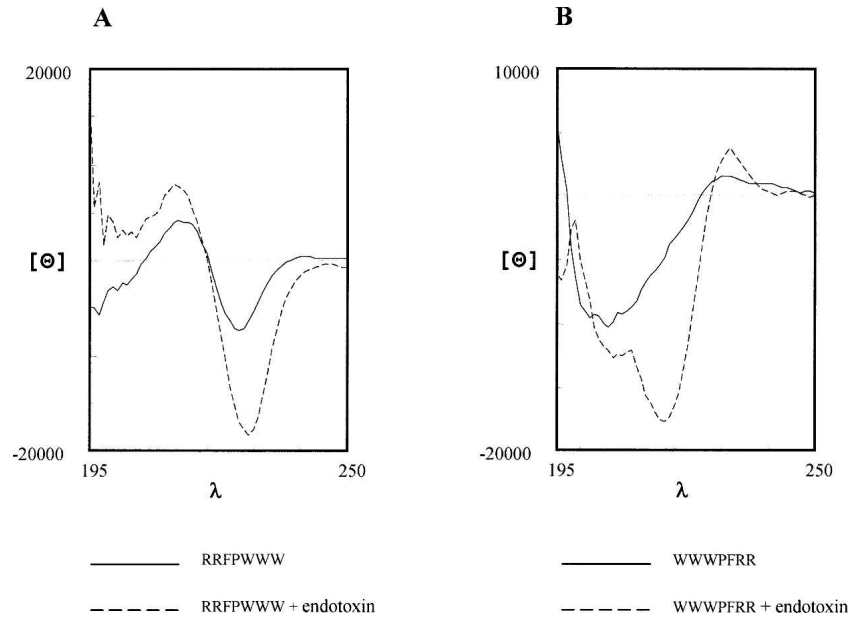 A
20000
[Θ]
-20000
195
250
λ
RRFPWWW
RRFPWWW + endotoxin
B
10000
[Θ]
-20000
195
250
λ
WWWPFRR
WWWPFRR + endotoxin